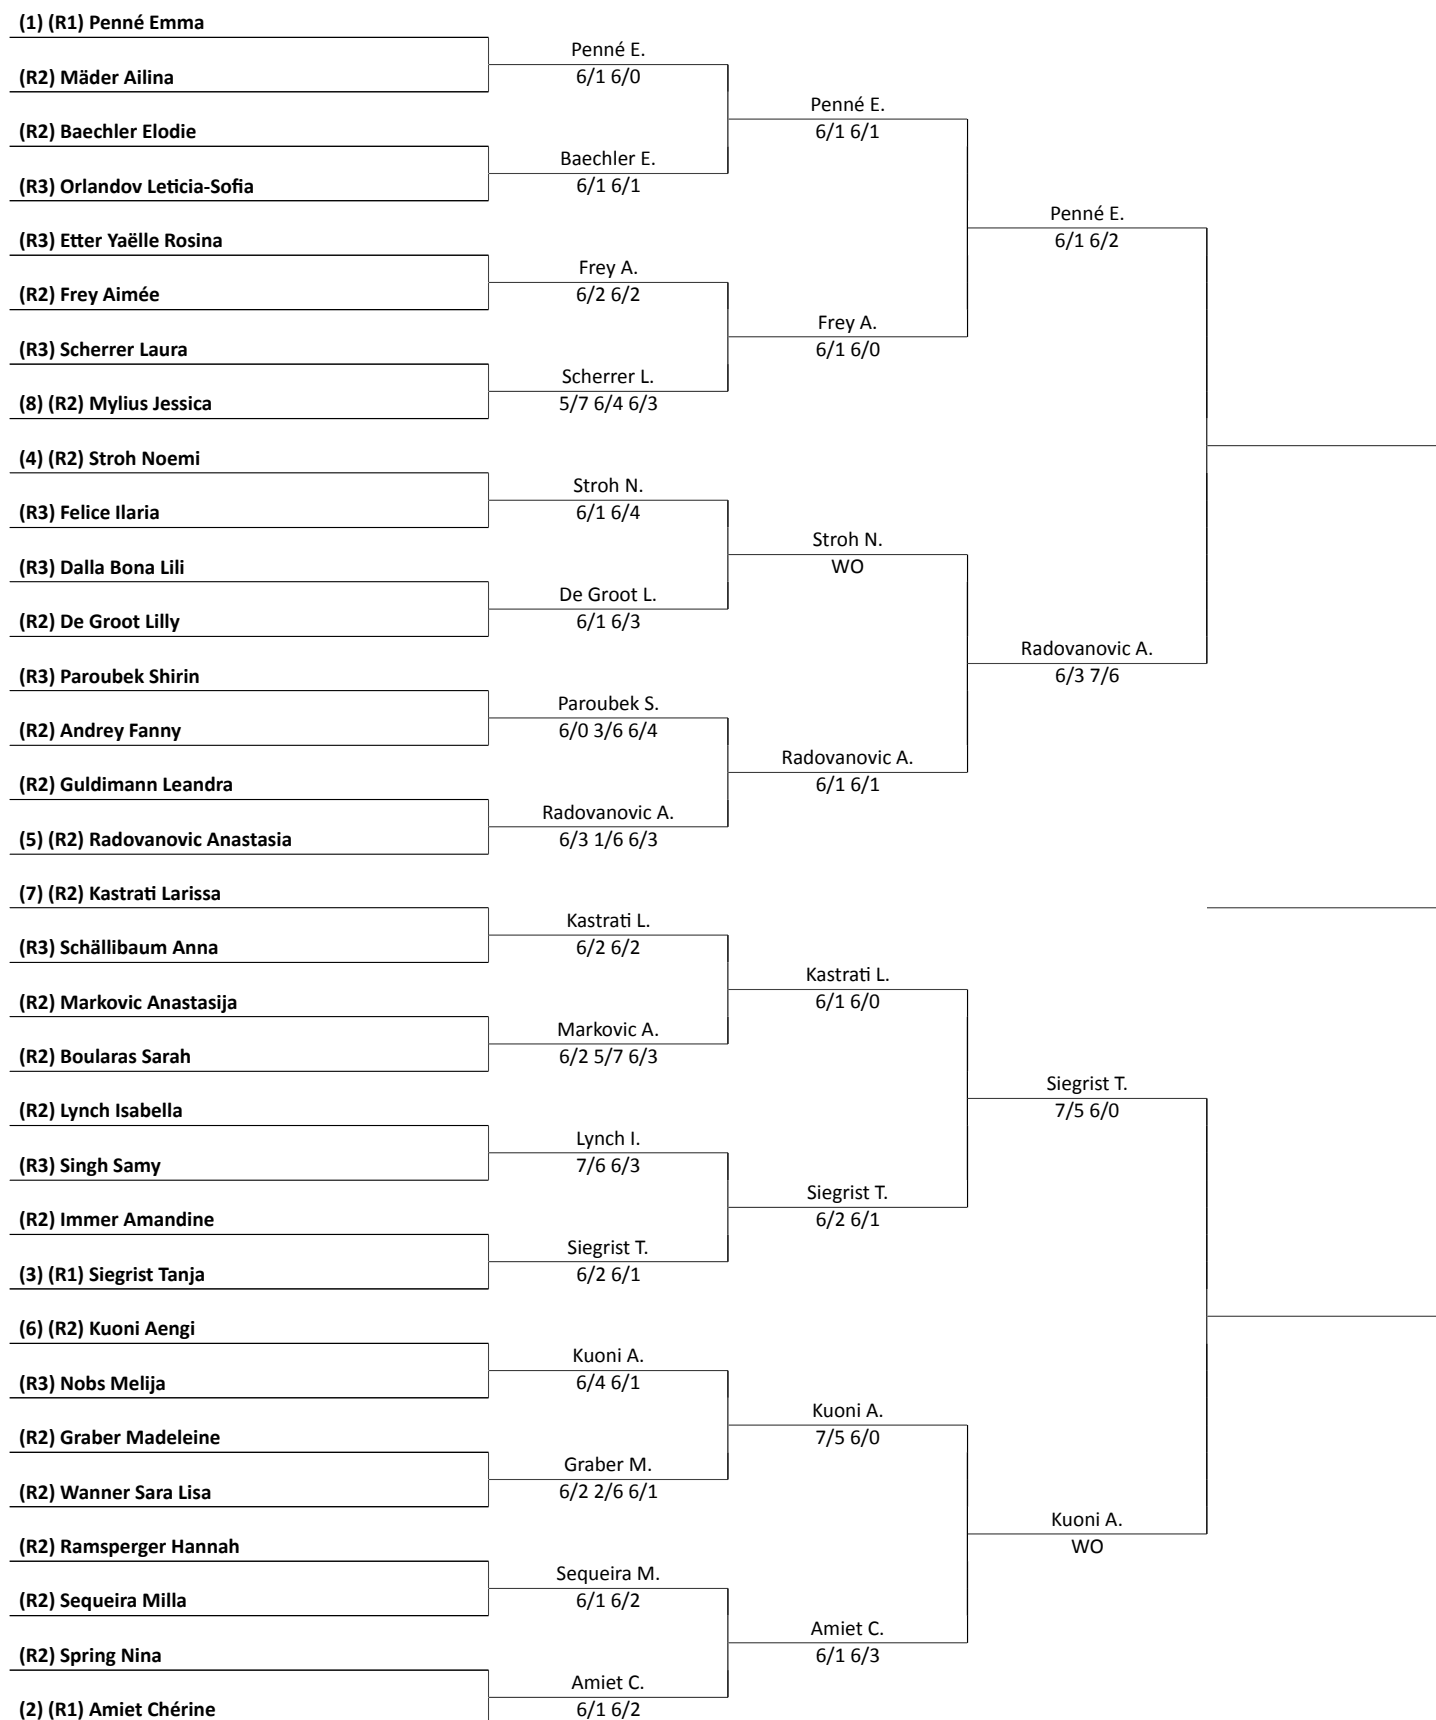 (1) (R1) Penné Emma
Penné E.
(R2) Mäder Ailina
6/1 6/0
Penné E.
(R2) Baechler Elodie
6/1 6/1
Baechler E.
(R3) Orlandov Leticia-Sofia
6/1 6/1
Penné E.
(R3) Etter Yaëlle Rosina
6/1 6/2
Frey A.
(R2) Frey Aimée
6/2 6/2
Frey A.
(R3) Scherrer Laura
6/1 6/0
Scherrer L.
(8) (R2) Mylius Jessica
5/7 6/4 6/3
(4) (R2) Stroh Noemi
Stroh N.
(R3) Felice Ilaria
6/1 6/4
Stroh N.
(R3) Dalla Bona Lili
WO
De Groot L.
(R2) De Groot Lilly
6/1 6/3
Radovanovic A.
(R3) Paroubek Shirin
6/3 7/6
Paroubek S.
(R2) Andrey Fanny
6/0 3/6 6/4
Radovanovic A.
(R2) Guldimann Leandra
6/1 6/1
Radovanovic A.
(5) (R2) Radovanovic Anastasia
6/3 1/6 6/3
(7) (R2) Kastrati Larissa
Kastrati L.
(R3) Schällibaum Anna
6/2 6/2
Kastrati L.
(R2) Markovic Anastasija
6/1 6/0
Markovic A.
(R2) Boularas Sarah
6/2 5/7 6/3
Siegrist T.
(R2) Lynch Isabella
7/5 6/0
Lynch I.
(R3) Singh Samy
7/6 6/3
Siegrist T.
(R2) Immer Amandine
6/2 6/1
Siegrist T.
(3) (R1) Siegrist Tanja
6/2 6/1
(6) (R2) Kuoni Aengi
Kuoni A.
(R3) Nobs Melija
6/4 6/1
Kuoni A.
(R2) Graber Madeleine
7/5 6/0
Graber M.
(R2) Wanner Sara Lisa
6/2 2/6 6/1
Kuoni A.
(R2) Ramsperger Hannah
WO
Sequeira M.
(R2) Sequeira Milla
6/1 6/2
Amiet C.
(R2) Spring Nina
6/1 6/3
Amiet C.
(2) (R1) Amiet Chérine
6/1 6/2